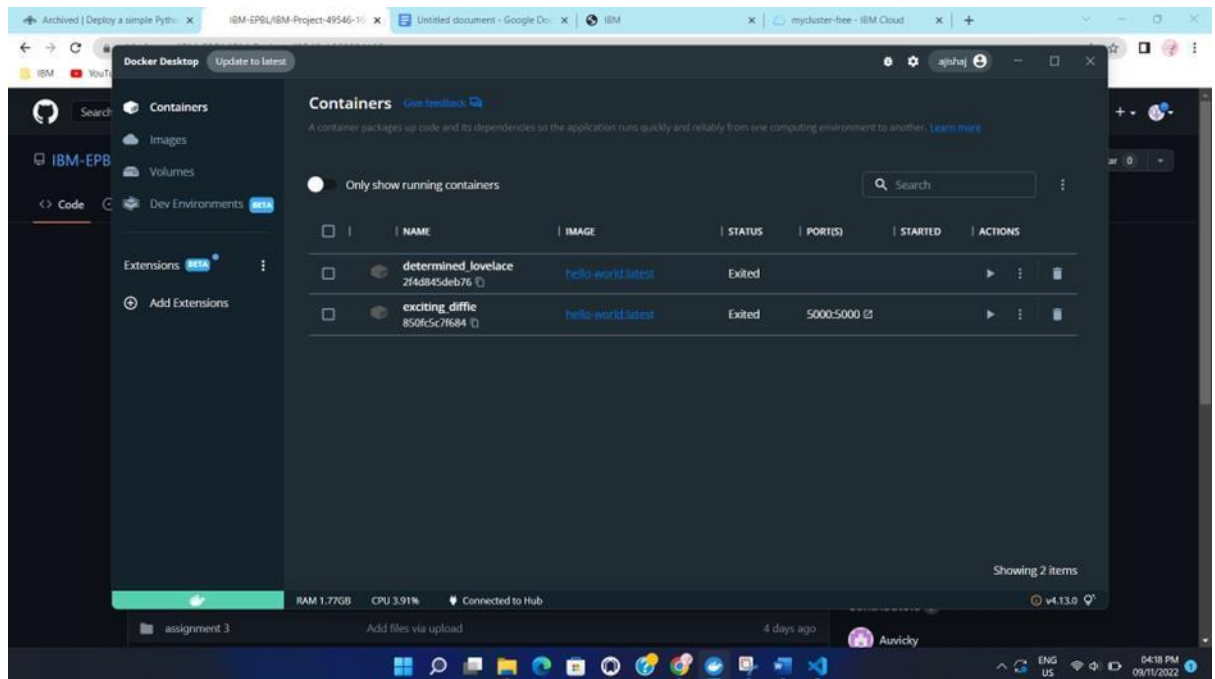 Archived | Deploy a simple Pyth
IBM-EPBL/IBM-Project-49546-16
Untitled document - Google Doc
IBM
mycluster-free - IBM Cloud
IBM
YouTu
Docker Desktop
Update to latest
ajishaj
Search
IBM-EPB
Code
ar 0
Containers
Images
Volumes
Dev Environments BETA
Extensions BETA
Add Extensions
Containers Give feedback
A container packages up code and its dependencies so the application runs quickly and reliably from one computing environment to another. Learn more
Only show running containers
Search
NAME IMAGE STATUS PORT(S) STARTED ACTIONS
determined_lovelace hello-world:latest Exited
2f4d845deb76
exciting_diffie hello-world:latest Exited 5000:5000
850fc5c7f684
Showing 2 items
RAM 1.77GB CPU 3.91% Connected to Hub v4.13.0
assignment 3 Add files via upload 4 days ago
Auvicky
ENG
US
04:18 PM
09/11/2022